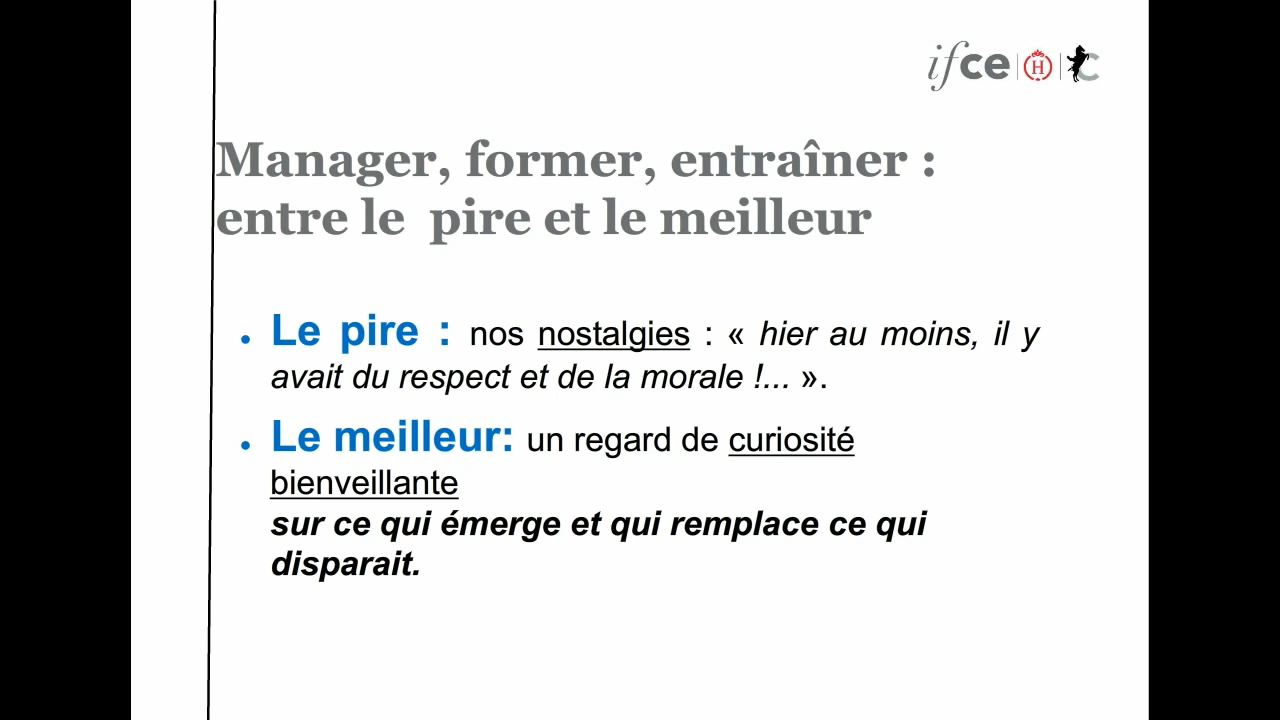 ifce | H | C
Manager, former, entraîner :
entre le  pire et le meilleur
• Le pire : nos nostalgies : « hier au moins, il y
avait du respect et de la morale !... ».
• Le meilleur: un regard de curiosité
bienveillante
sur ce qui émerge et qui remplace ce qui
disparait.